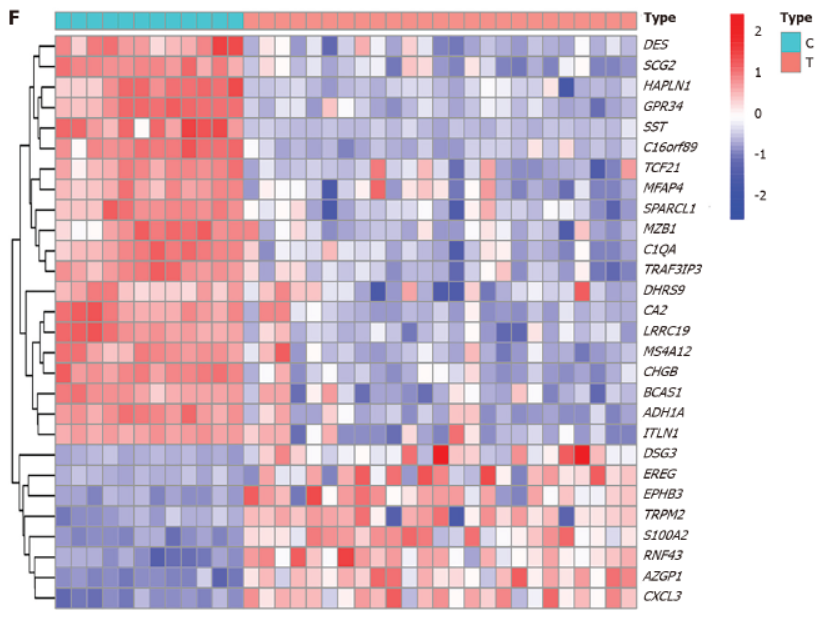 F
Type
DES
SCG2
HAPLN1
GPR34
SST
C16orf89
TCF21
MFAP4
SPARCL1
MZB1
C1QA
TRAF3IP3
DHRS9
CA2
LRRC19
MS4A12
CHGB
BCAS1
ADH1A
ITLN1
DSG3
EREG
EPHB3
TRPM2
S100A2
RNF43
AZGP1
CXCL3
2
1
0
-1
-2
Type
C
T